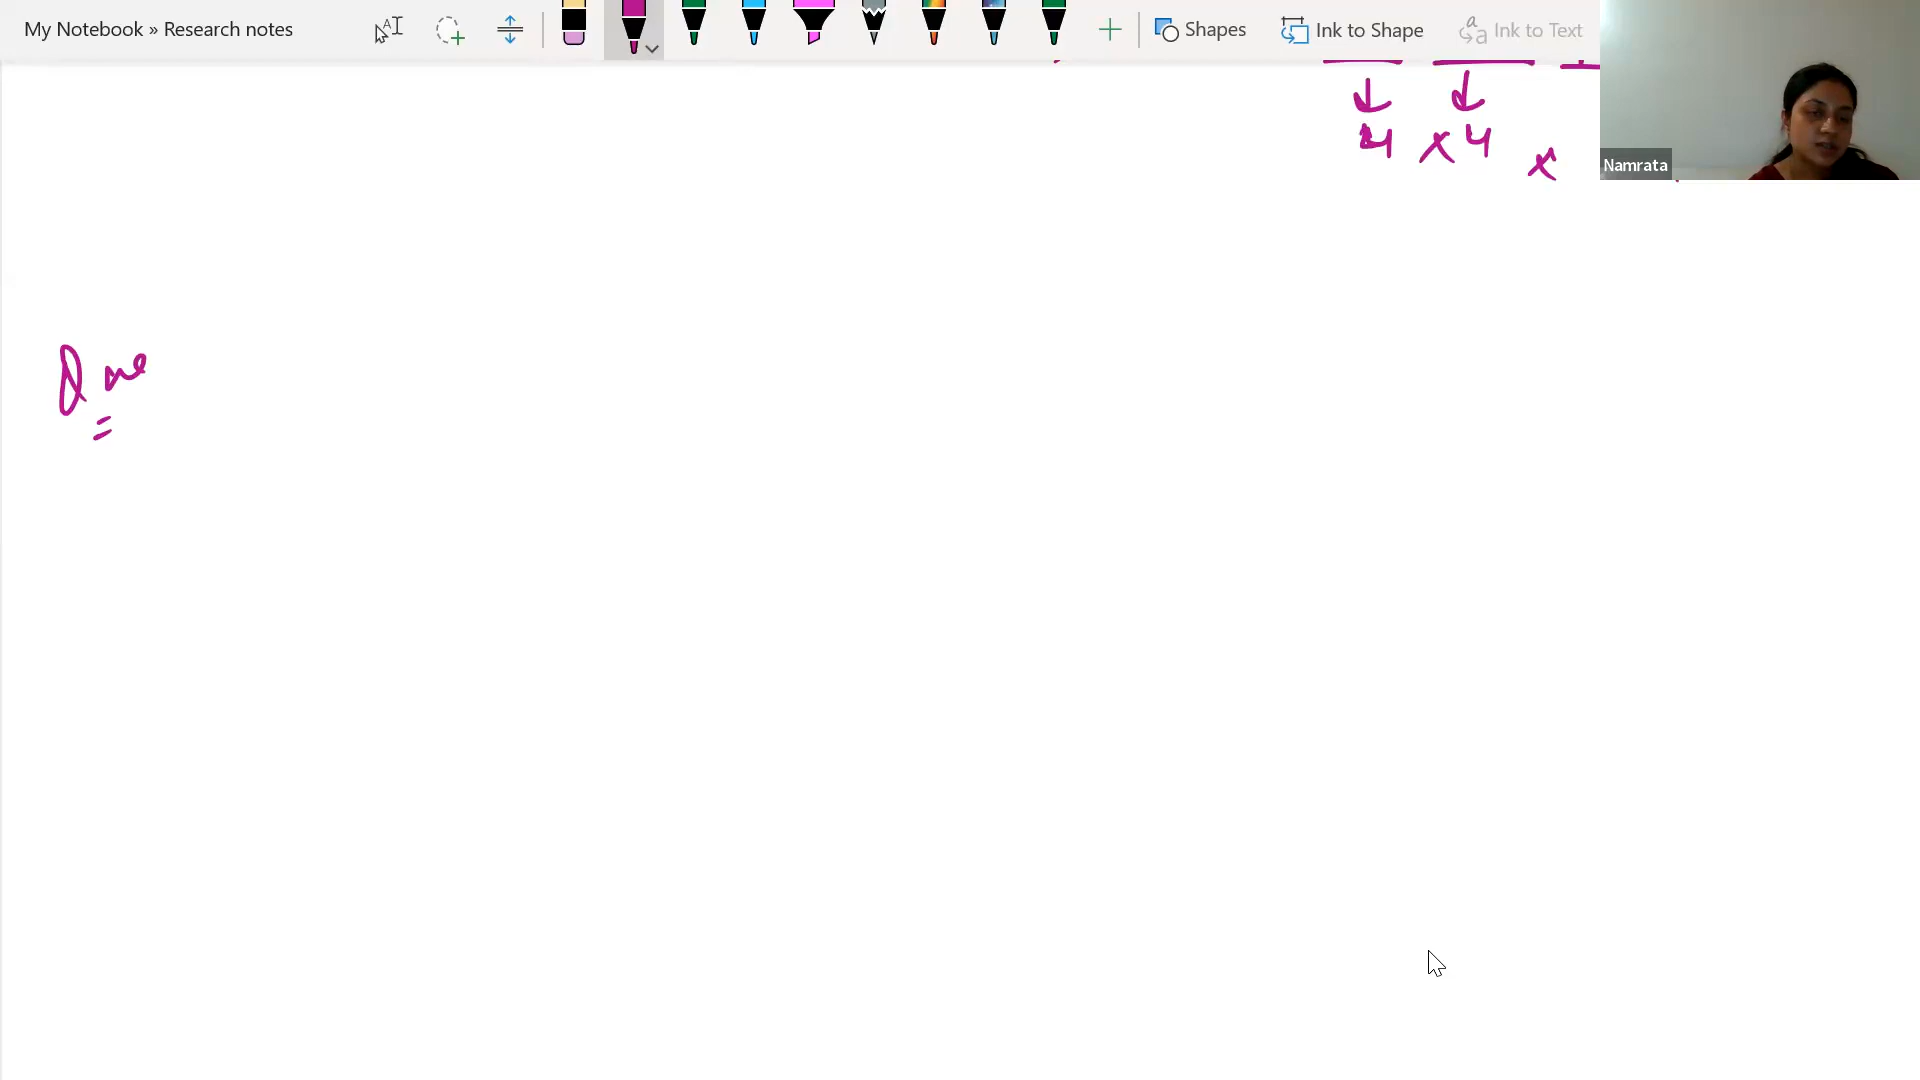 My Notebook » Research notes
Shapes
Ink to Shape
Ink to Text
Namrata
4 x 4 x
Que